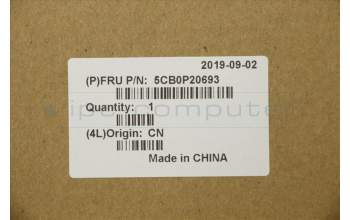 2019-09-02
(P)FRU P/N: 5CB0P20693
Quantity: 1
(4L)Origin: CN
Made in CHINA